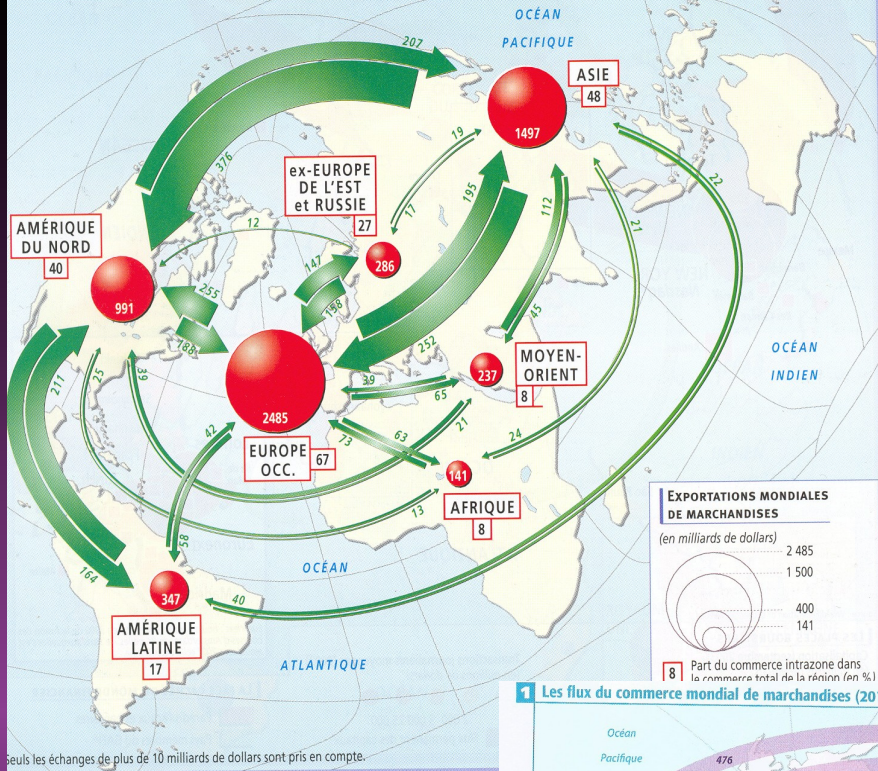 OCÉAN
PACIFIQUE
207
ASIE
48
1497
376
19
17
ex-EUROPE
DE L'EST
et RUSSIE
27
286
195
112
22
21
AMÉRIQUE
DU NORD
40
991
12
147
158
255
188
252
45
OCÉAN
INDIEN
MOYEN-
ORIENT
8
237
211
25
39
2485
39
65
EUROPE
OCC.
67
42
73
63
21
24
141
AFRIQUE
8
13
58
164
347
40
AMÉRIQUE
LATINE
17
OCÉAN
ATLANTIQUE
EXPORTATIONS MONDIALES
DE MARCHANDISES
(en milliards de dollars)
2 485
1 500
400
141
8 Part du commerce intrazone dans
le commerce total de la région (en %)
Seuls les échanges de plus de 10 milliards de dollars sont pris en compte.
1 Les flux du commerce mondial de marchandises (20
Océan
Pacifique
476